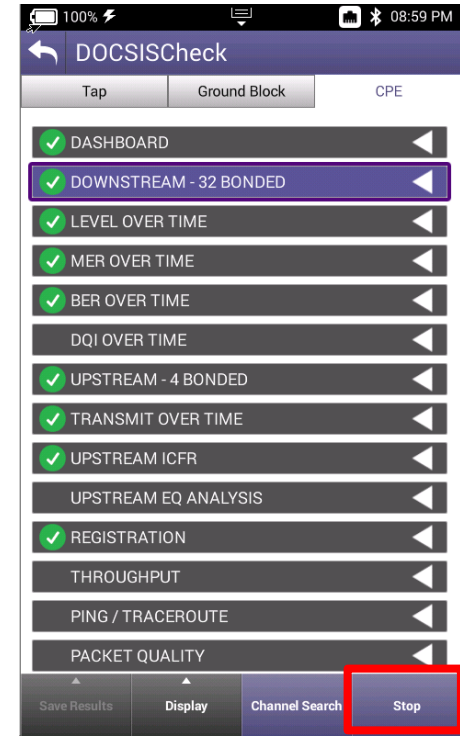 100% 08:59 PM
DOCSISCheck
Tap Ground Block CPE
DASHBOARD
DOWNSTREAM - 32 BONDED
LEVEL OVER TIME
MER OVER TIME
BER OVER TIME
DQI OVER TIME
UPSTREAM - 4 BONDED
TRANSMIT OVER TIME
UPSTREAM ICFR
UPSTREAM EQ ANALYSIS
REGISTRATION
THROUGHPUT
PING / TRACEROUTE
PACKET QUALITY
Save Results Display Channel Search Stop